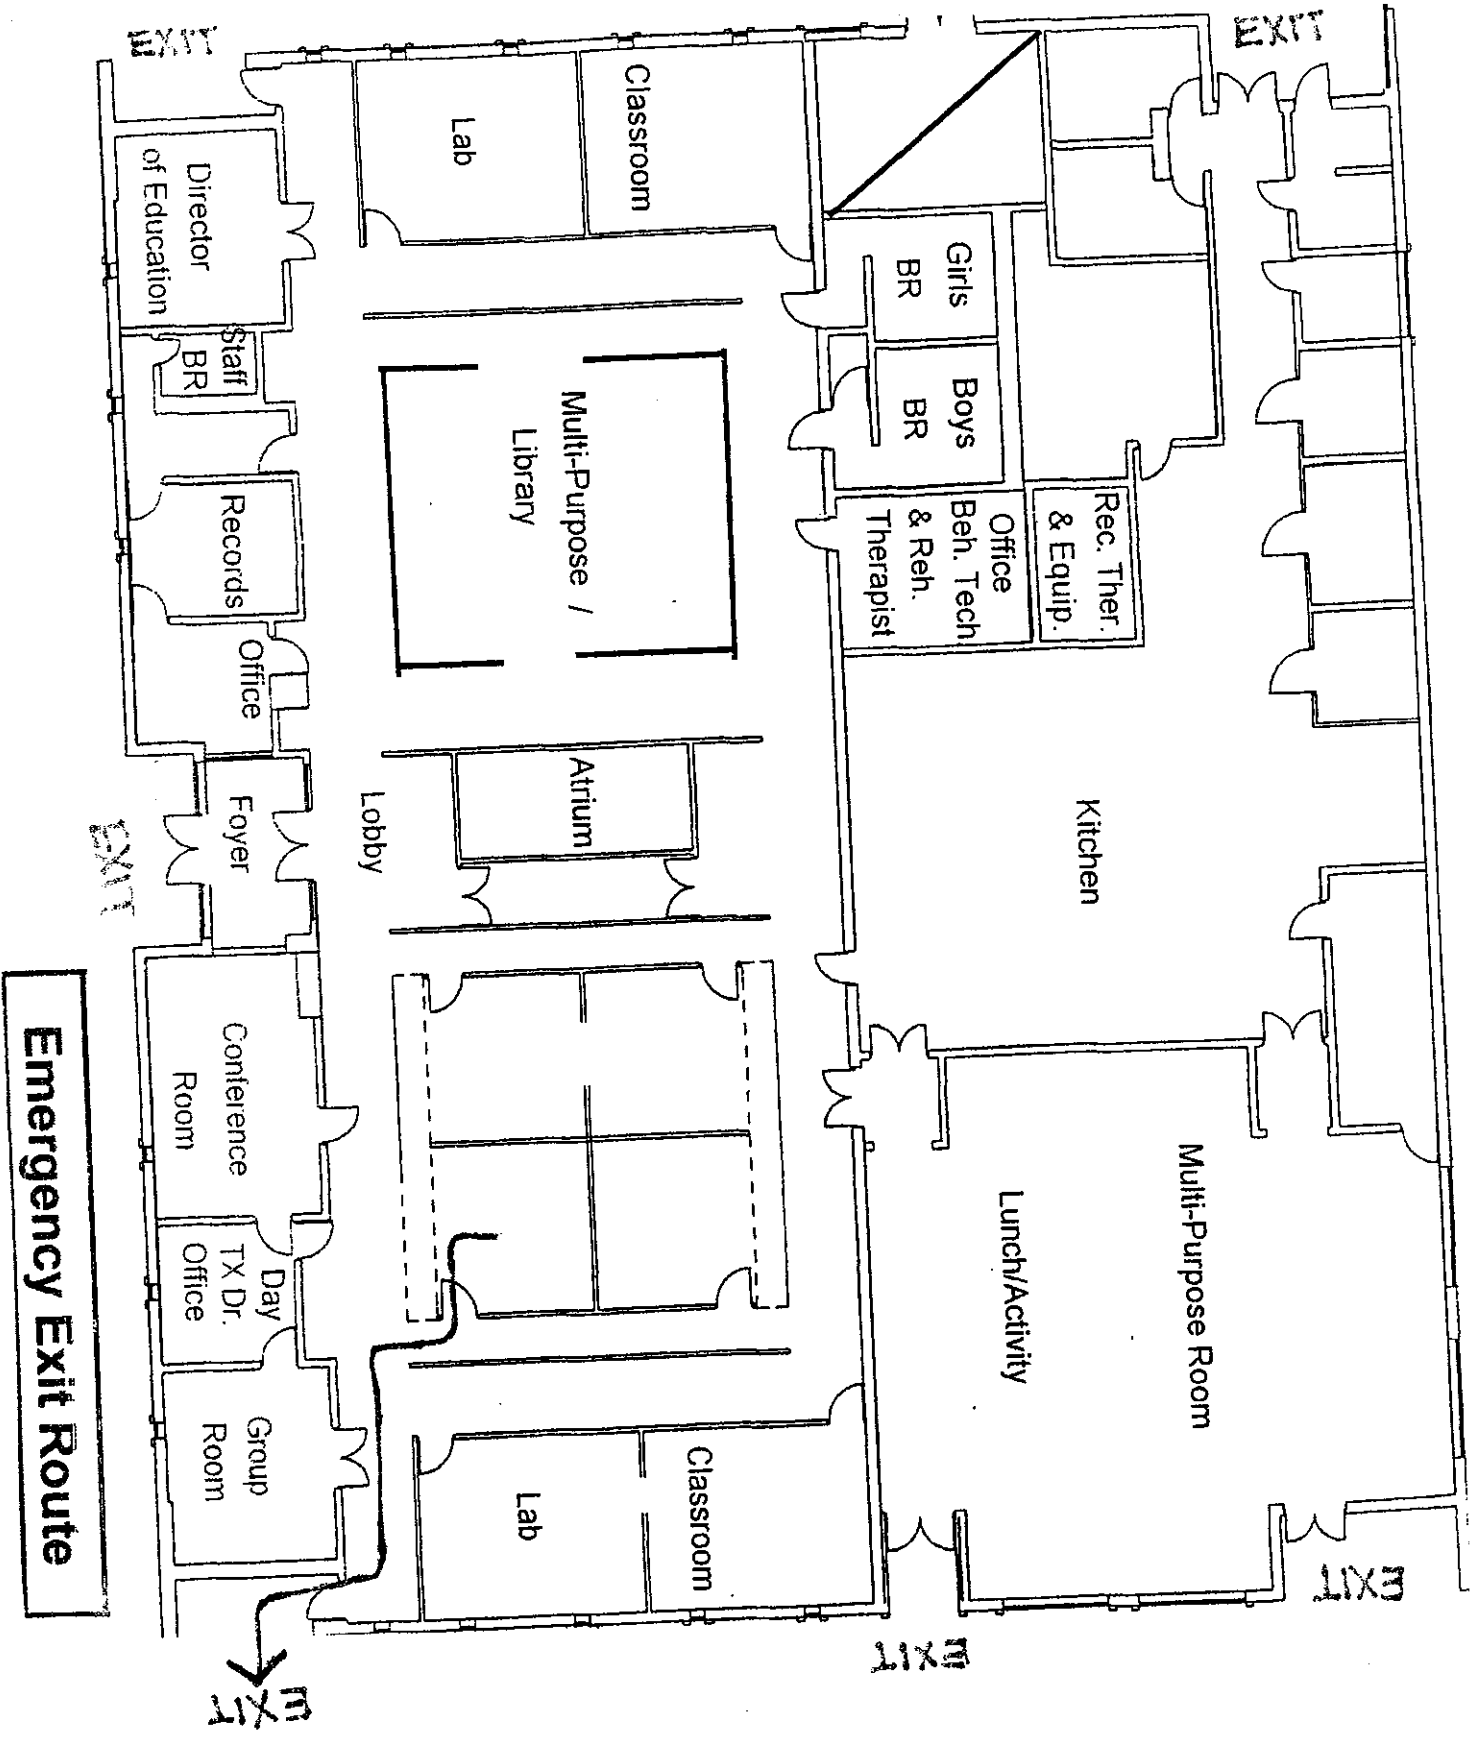 EXIT
EXIT
Classroom
Lab
Director
of Education
Girls
BR
Boys
BR
Staff
BR
Multi-Purpose /
Library
Rec. Ther.
& Equip.
Office
Beh. Tech
& Reh.
Therapist
Records
Office
Kitchen
Atrium
Lobby
Foyer
EXIT
Conference
Room
Multi-Purpose Room
Lunch/Activity
Day
TX Dr.
Office
Group
Room
Classroom
Lab
EXIT
EXIT
EXIT
Emergency Exit Route